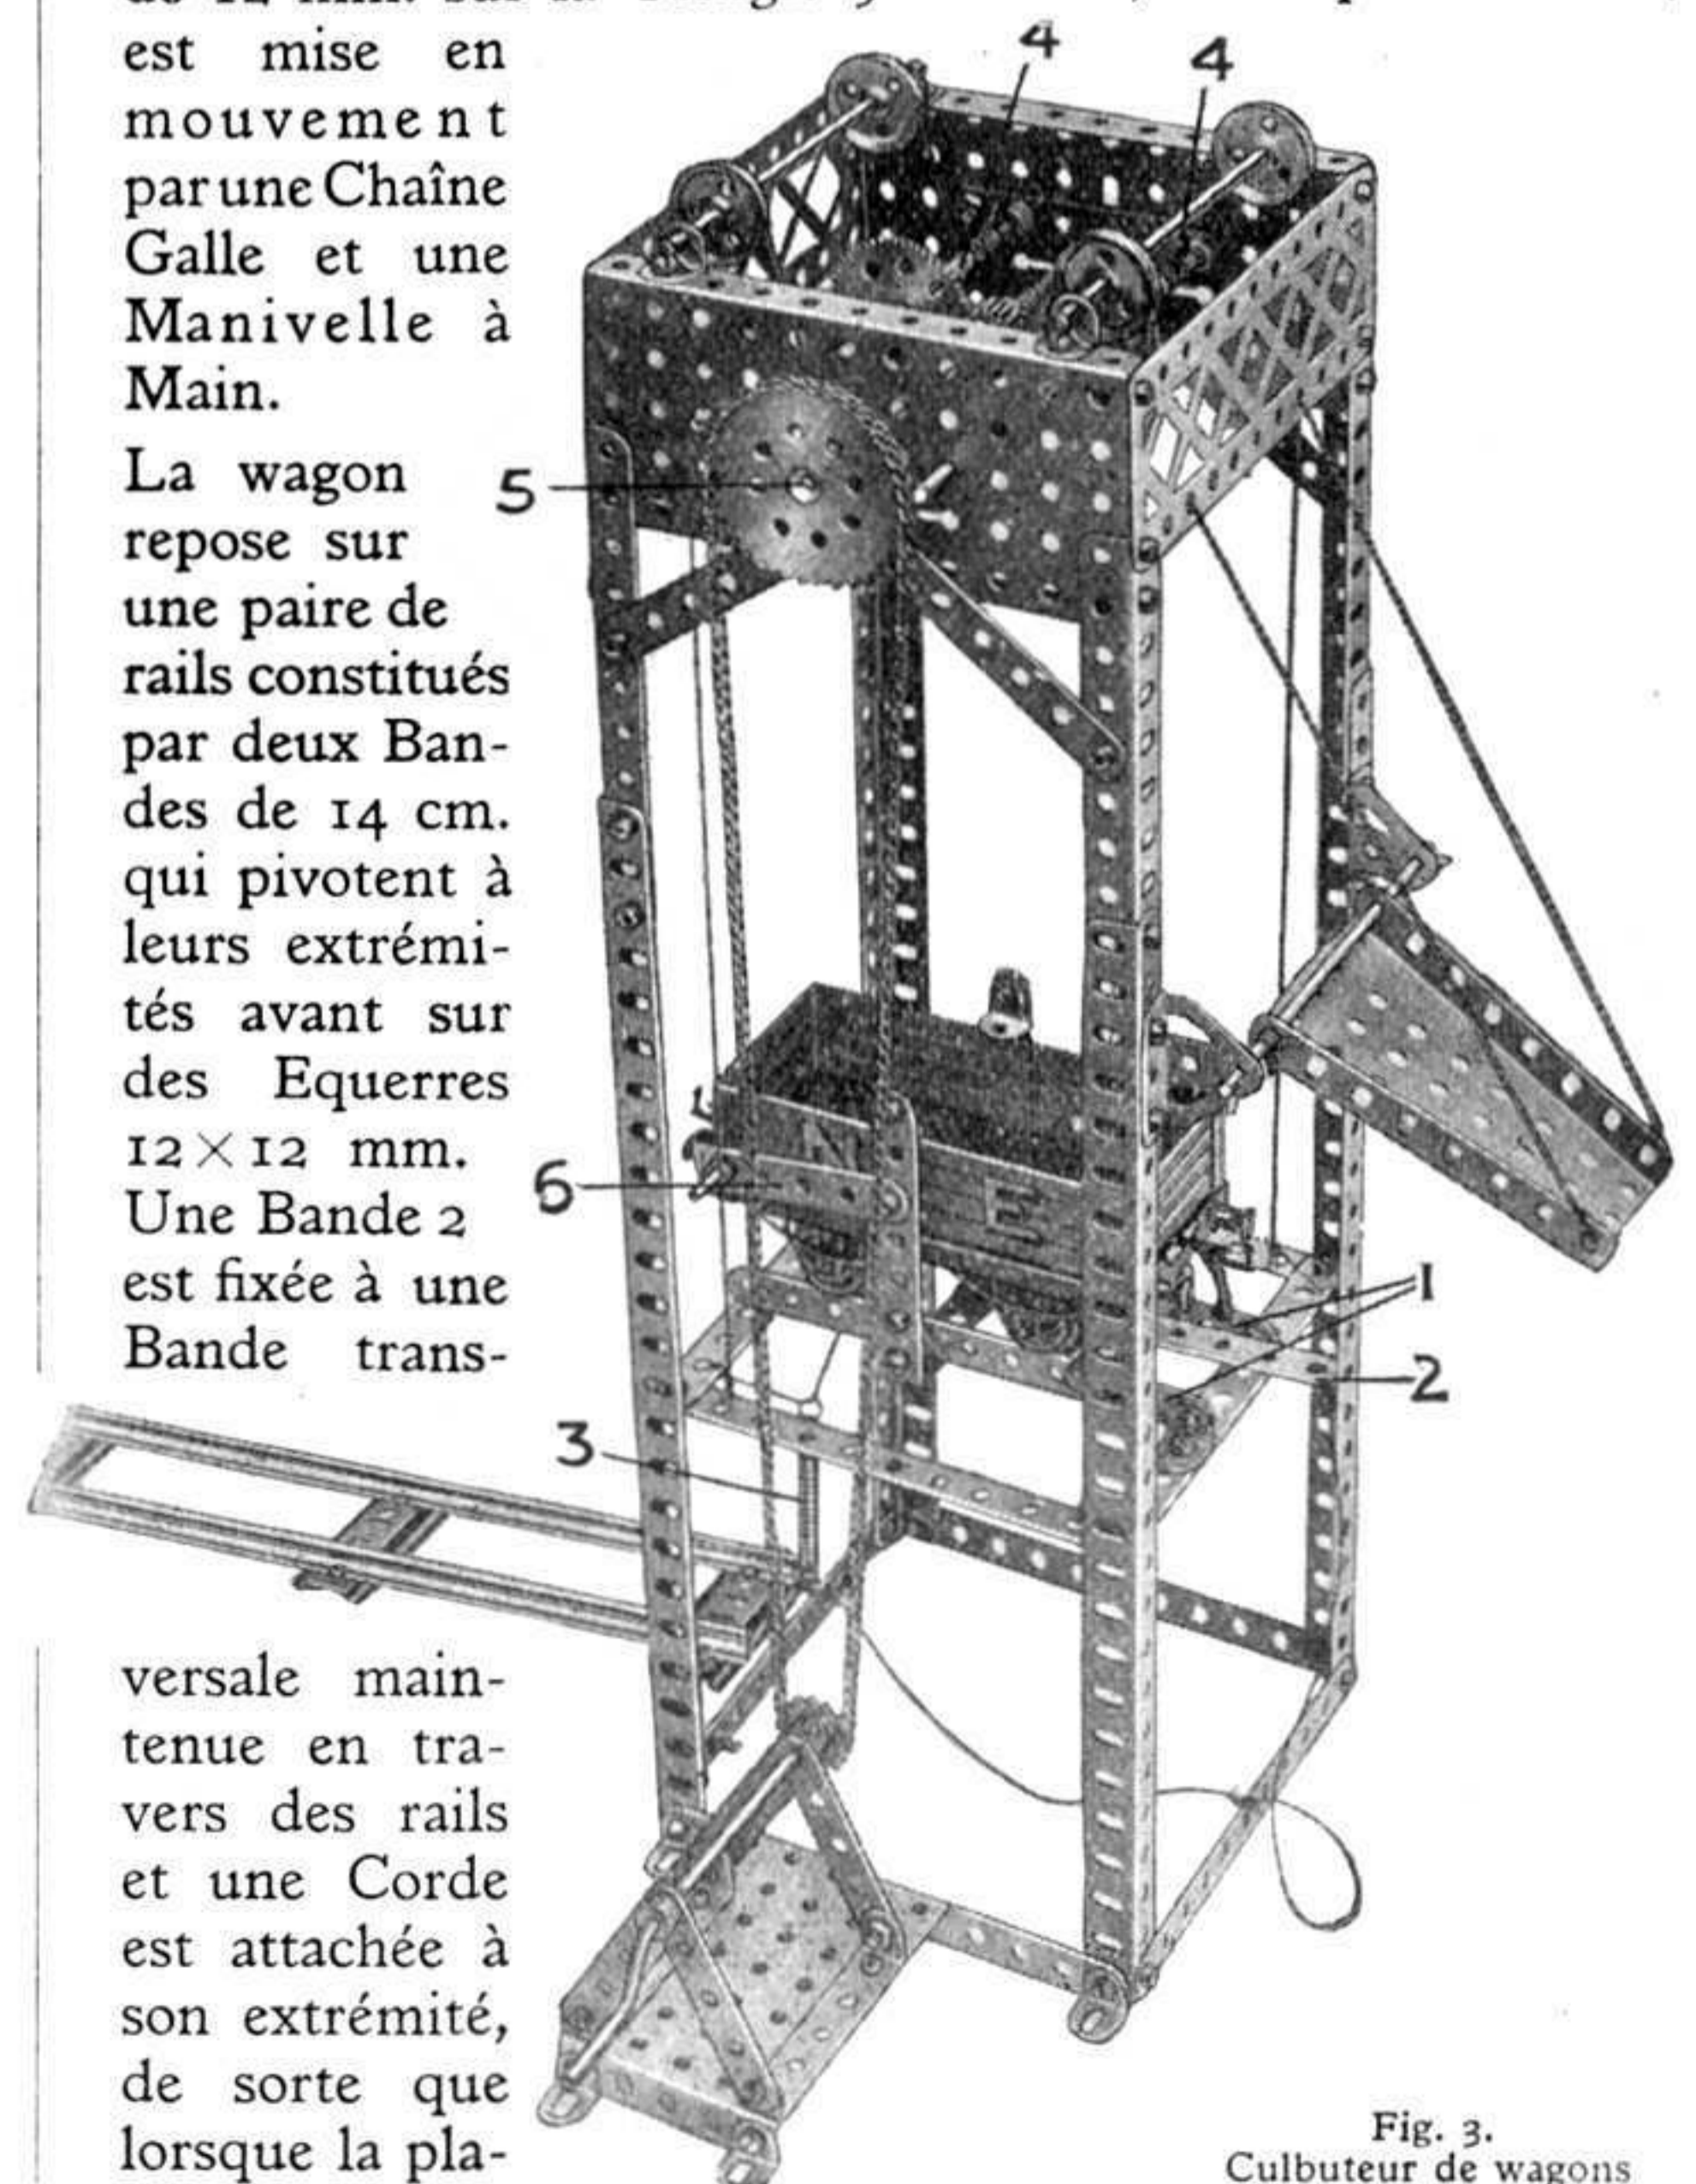 est mise en
mouvement
par une Chaîne
Galle et une
Manivelle à
Main.
La wagon
repose sur
une paire de
rails constitués
par deux Ban-
des de 14 cm.
qui pivotent à
leurs extrémi-
tés avant sur
des Equerres
12×12 mm.
Une Bande 2
est fixée à une
Bande trans-
versale main-
tenue en tra-
vers des rails
et une Corde
est attachée à
son extrémité,
de sorte que
lorsque la pla-
4
4
5
6
1
2
3
Fig. 3.
Culbuteur de wagons